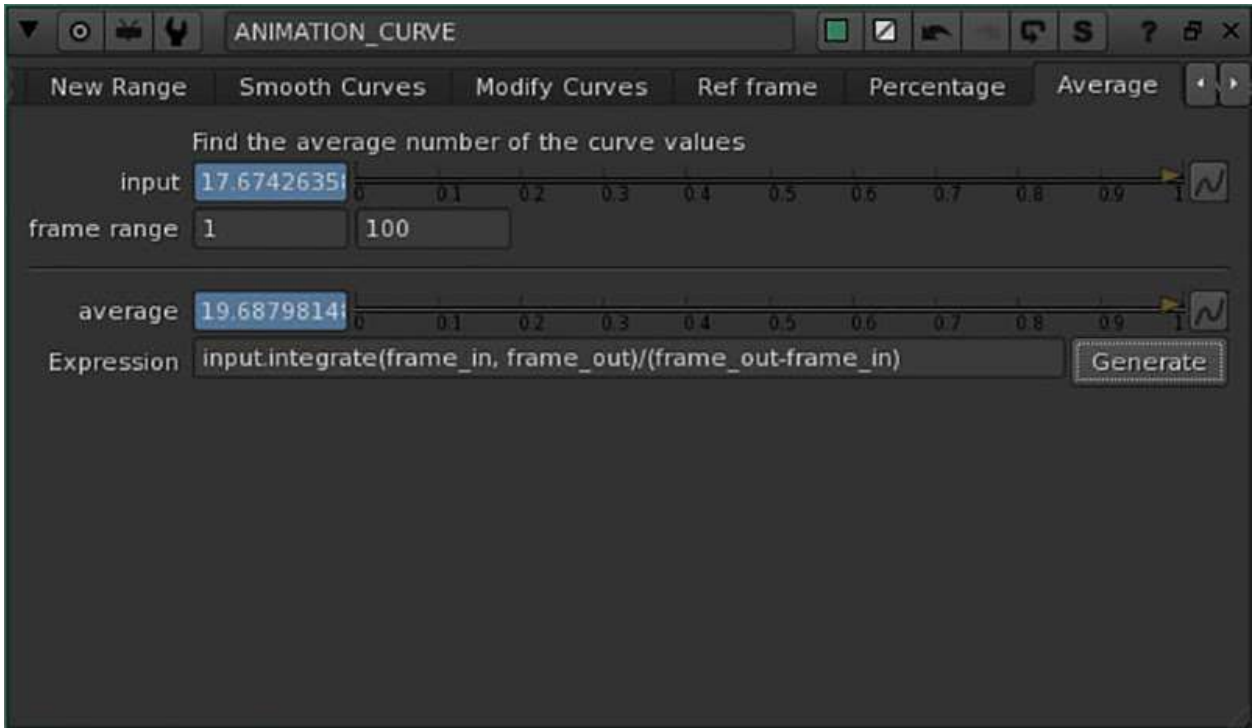 ANIMATION_CURVE S ?
New Range Smooth Curves Modify Curves Ref frame Percentage Average
Find the average number of the curve values
input 17.6742635
0 0.1 0.2 0.3 0.4 0.5 0.6 0.7 0.8 0.9 1
frame range 1 100
average 19.6879814
0 0.1 0.2 0.3 0.4 0.5 0.6 0.7 0.8 0.9 1
Expression input.integrate(frame_in, frame_out)/(frame_out-frame_in) Generate